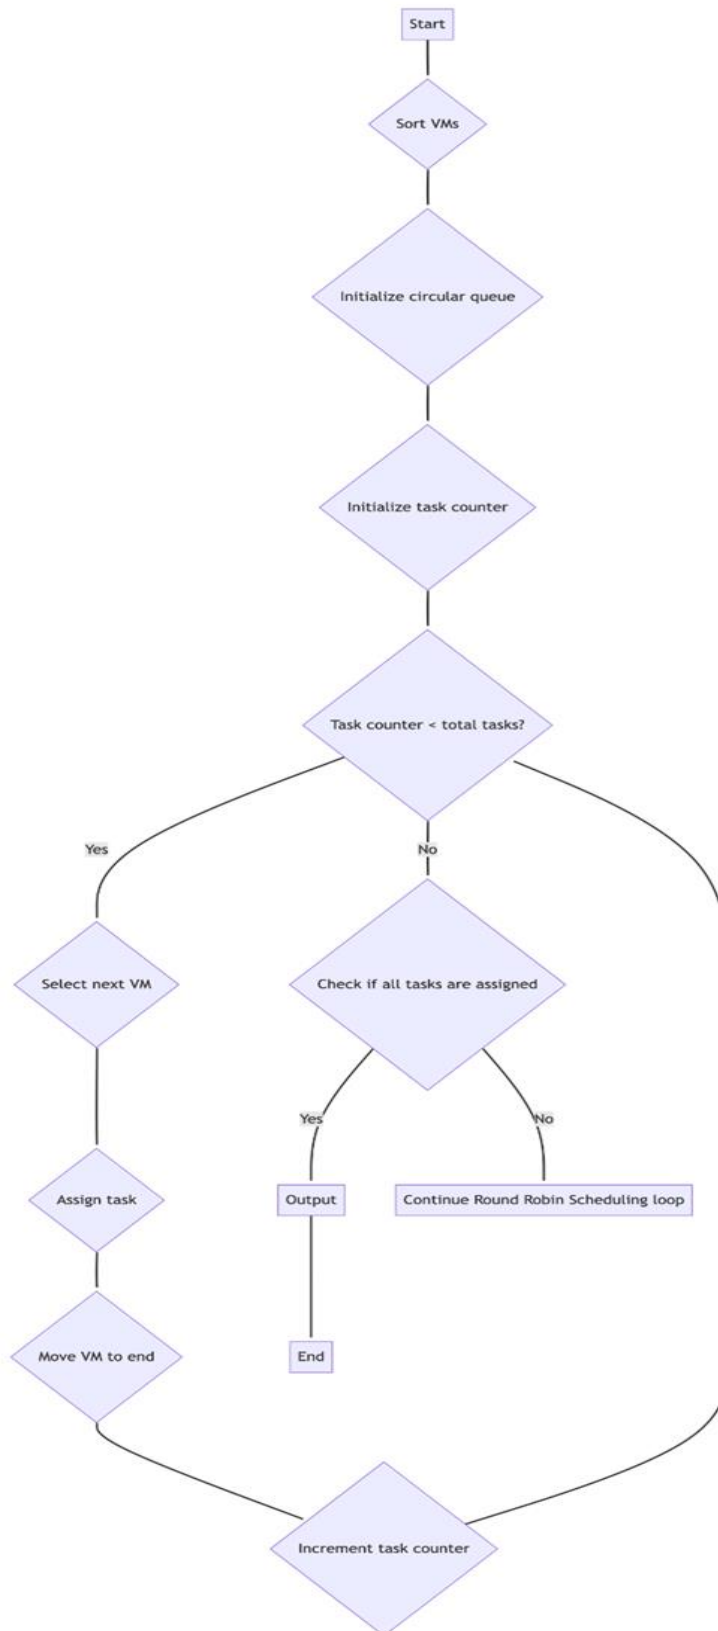 Start
Sort VMs
Initialize circular queue
Initialize task counter
Task counter < total tasks?
Yes
No
Select next VM
Check if all tasks are assigned
Yes
No
Assign task
Output
Continue Round Robin Scheduling loop
Move VM to end
End
Increment task counter